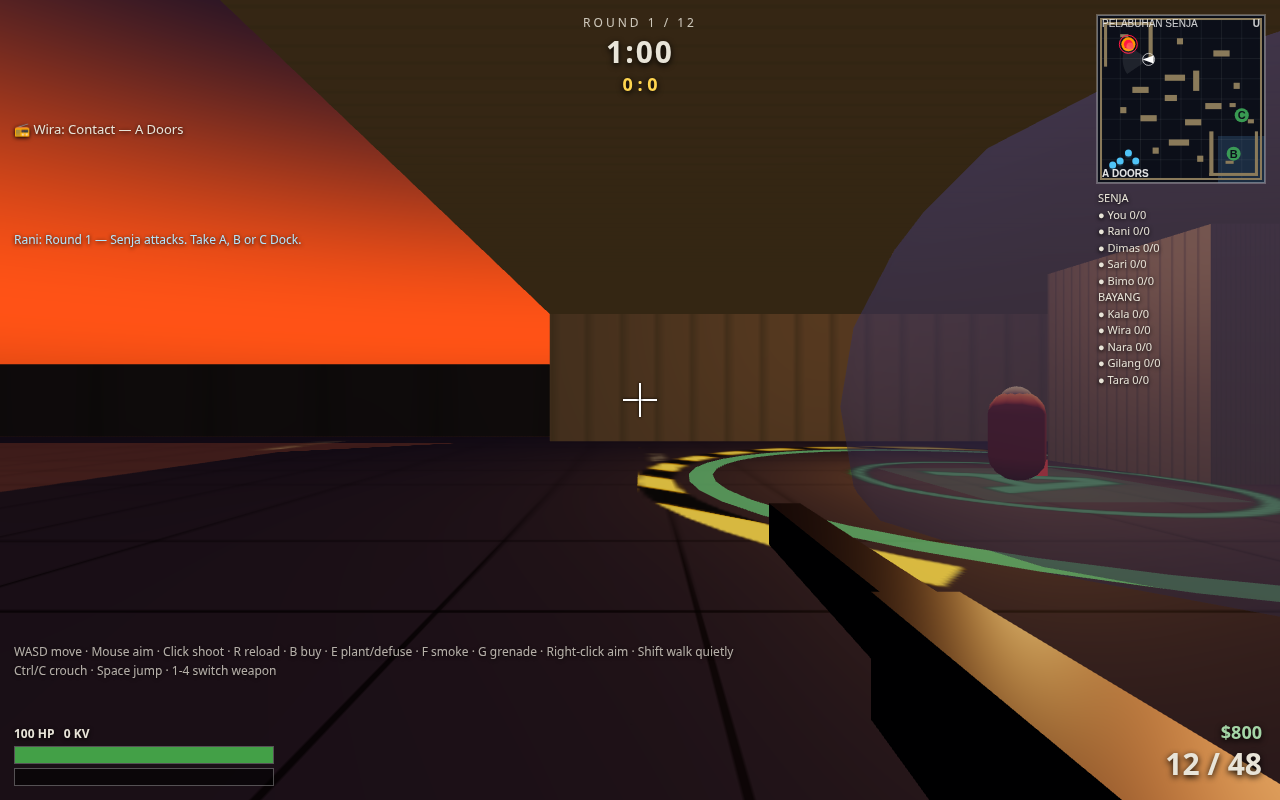 ROUND 1 / 12
1:00
0 : 0
PELABUHAN SENJA
U
C
B
A DOORS
📻 Wira: Contact — A Doors
Rani: Round 1 — Senja attacks. Take A, B or C Dock.
SENJA
● You 0/0
● Rani 0/0
● Dimas 0/0
● Sari 0/0
● Bimo 0/0
BAYANG
● Kala 0/0
● Wira 0/0
● Nara 0/0
● Gilang 0/0
● Tara 0/0
WASD move · Mouse aim · Click shoot · R reload · B buy · E plant/defuse · F smoke · G grenade · Right-click aim · Shift walk quietly
Ctrl/C crouch · Space jump · 1-4 switch weapon
100 HP 0 KV
$800
12 / 48